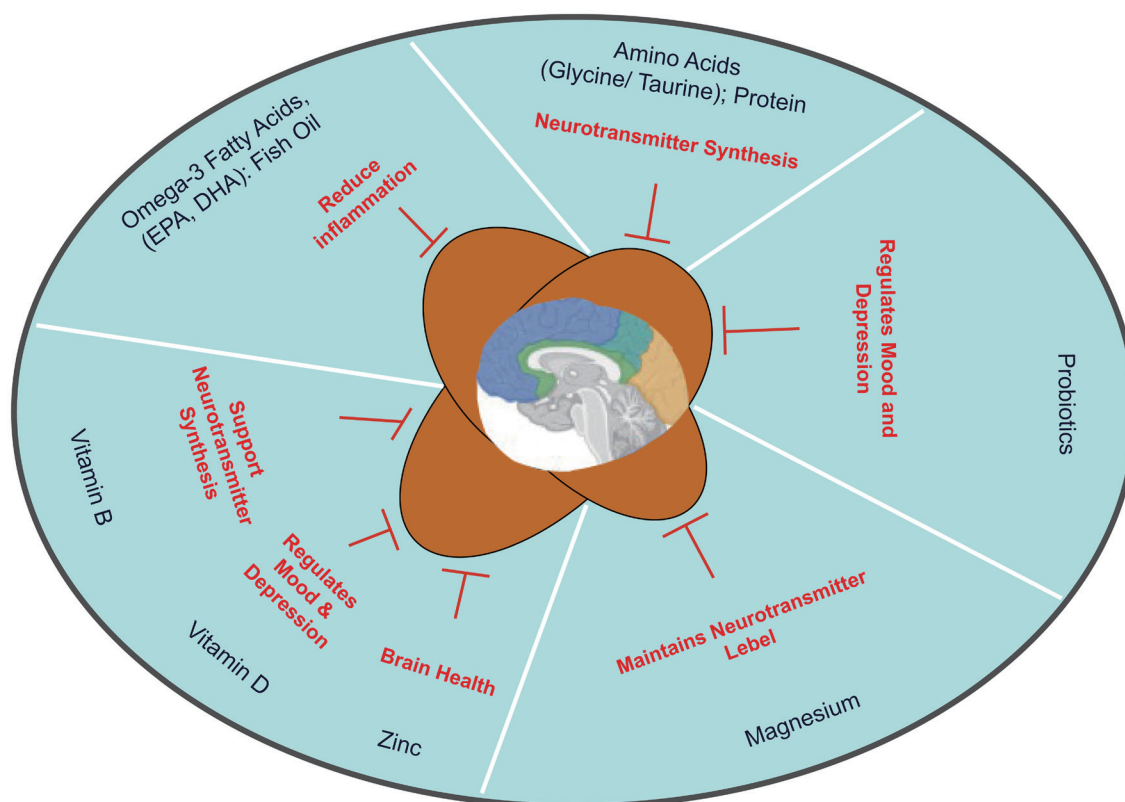 Amino Acids
(Glycine/ Taurine); Protein
Neurotransmitter Synthesis
Omega-3 Fatty Acids,
(EPA, DHA): Fish Oil
Reduce
inflammation
Regulates Mood and
Depression
Probiotics
Support
Neurotransmitter
Synthesis
Vitamin B
Regulates
Mood &
Depression
Vitamin D
Brain Health
Zinc
Maintains Neurotransmitter
Lebel
Magnesium